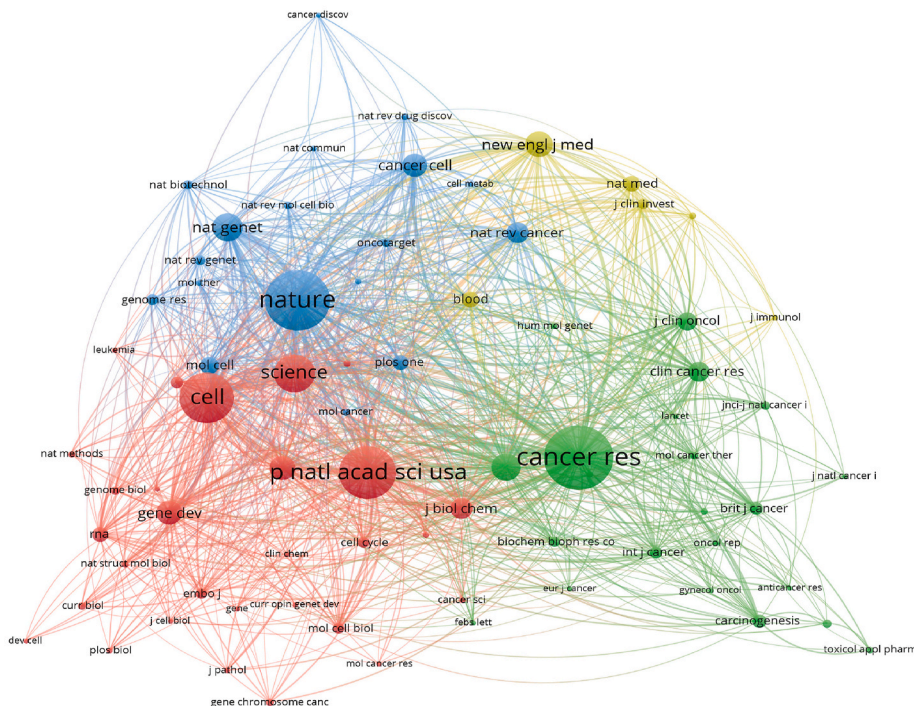 cancer discov
nat rev drug discov
nat commun
new engl j med
cancer cell
nat biotechnol
cell metab
nat med
nat rev mol cell bio
j clin invest
nat genet
nat rev cancer
oncotarget
nat rev genet
mol ther
genome res
nature
blood
j immunol
hum mol genet
j clin oncol
leukemia
mol cell
plos one
science
clin cancer res
cell
jnci-j natl cancer i
mol cancer
lancet
nat methods
cancer res
mol cancer ther
p natl acad sci usa
j natl cancer i
genome biol
gene dev
j biol chem
brit j cancer
rna
cell cycle
biochem bioph res co
oncol rep
clin chem
int j cancer
nat struct mol biol
eur j cancer
gynecol oncol
anticancer res
embo j
cancer sci
curr biol
gene
curr opin genet dev
j cell biol
febs lett
carcinogenesis
mol cell biol
dev cell
plos biol
toxicol appl pharm
j pathol
mol cancer res
gene chromosome canc